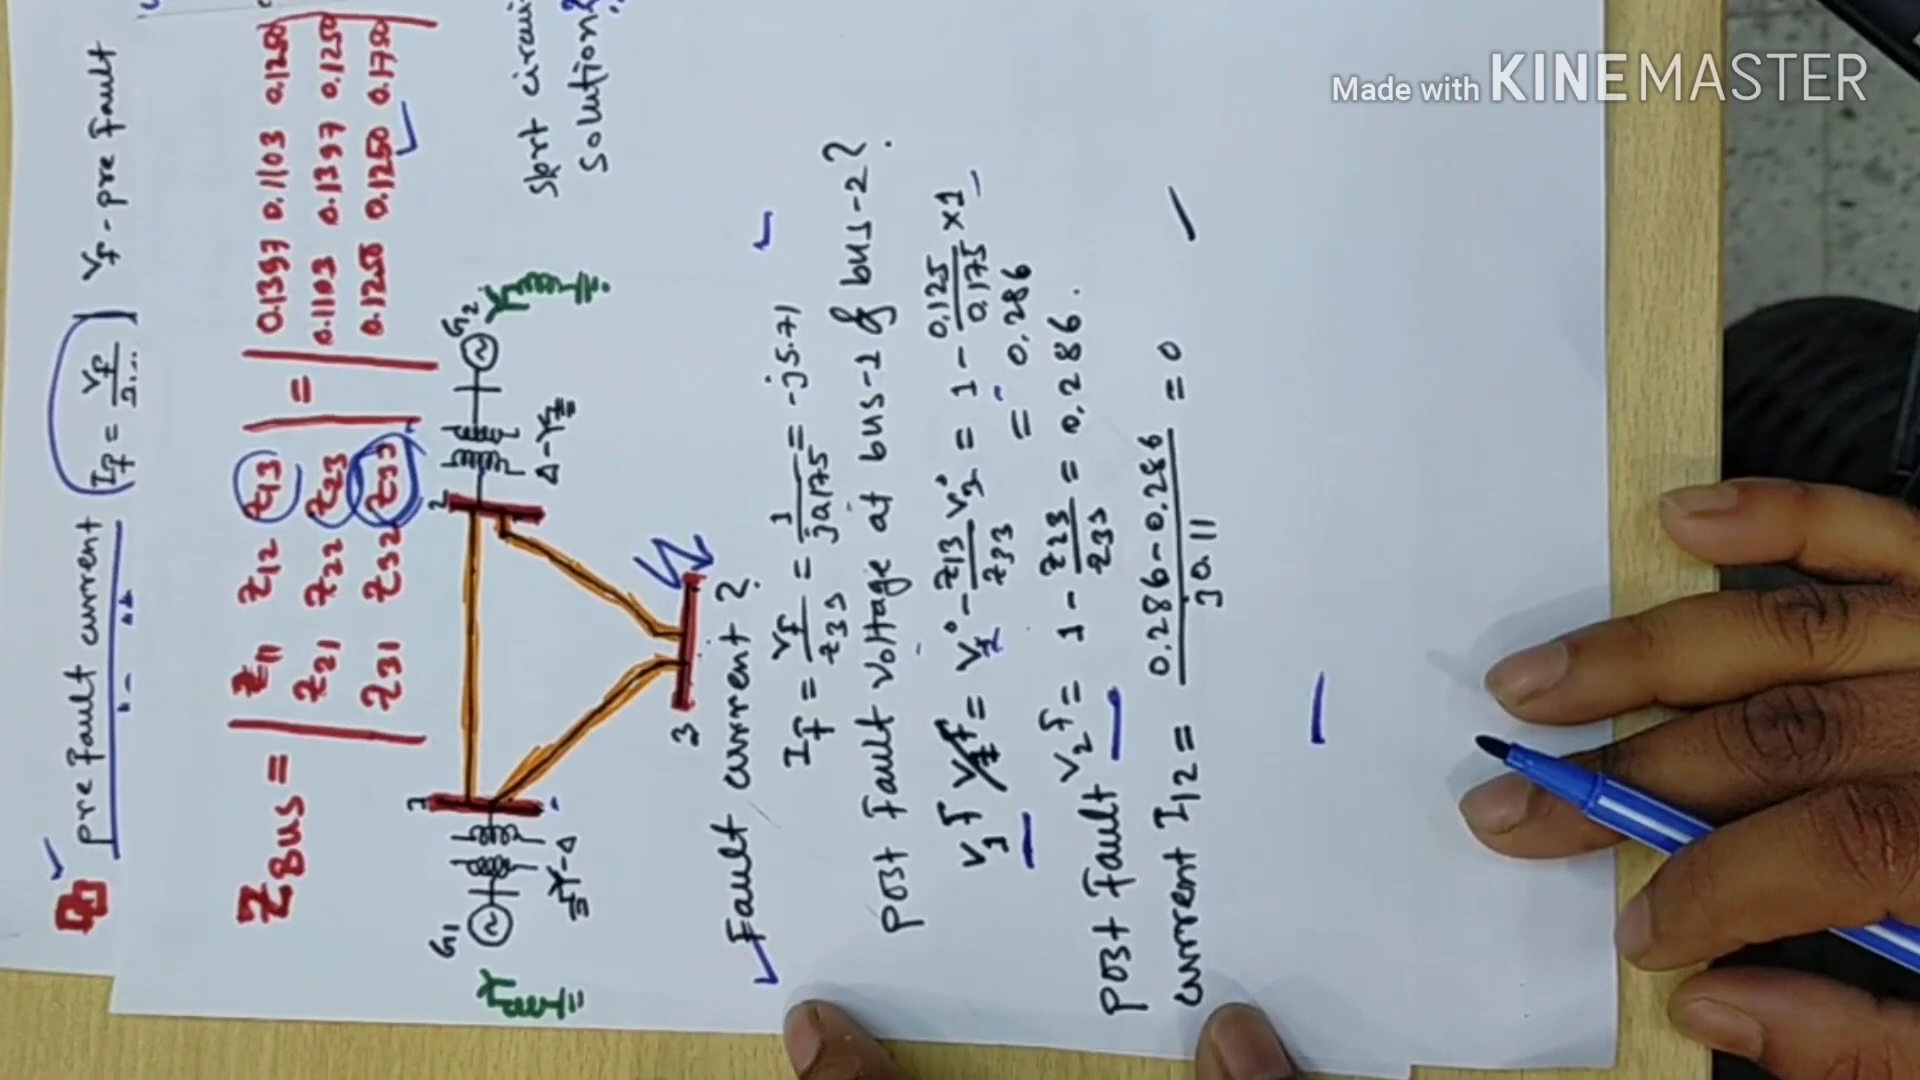 Made with KINEMASTER
pre Fault current
If = Vf / Z... Vf - pre Fault
ZBus = | Z11 Z12 Z13 | = | 0.1397 0.1103 0.1250 |
| Z21 Z22 Z23 | | 0.1103 0.1397 0.1250 |
| Z31 Z32 Z33 | | 0.1250 0.1250 0.1750 |
G1 1 2 G2
Y-Δ Δ-Y
3
Solution
Fault current ?
If = Vf / Z33 = 1 / j0.175 = -j5.71
post Fault voltage at bus-1 & bus-2 ?
V1f = V1° - Z13 / Z33 V1° = 1 - 0.125 / 0.175 × 1
= 0.286
V2f = 1 - Z23 / Z33 = 0.286.
post Fault
current I12 = 0.286-0.286 / j0.11 = 0